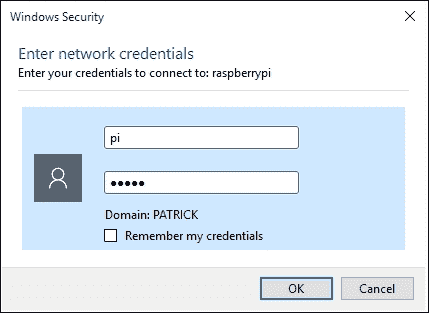 Windows Security
Enter network credentials
Enter your credentials to connect to: raspberrypi
pi
●●●●●
Domain: PATRICK
Remember my credentials
OK
Cancel